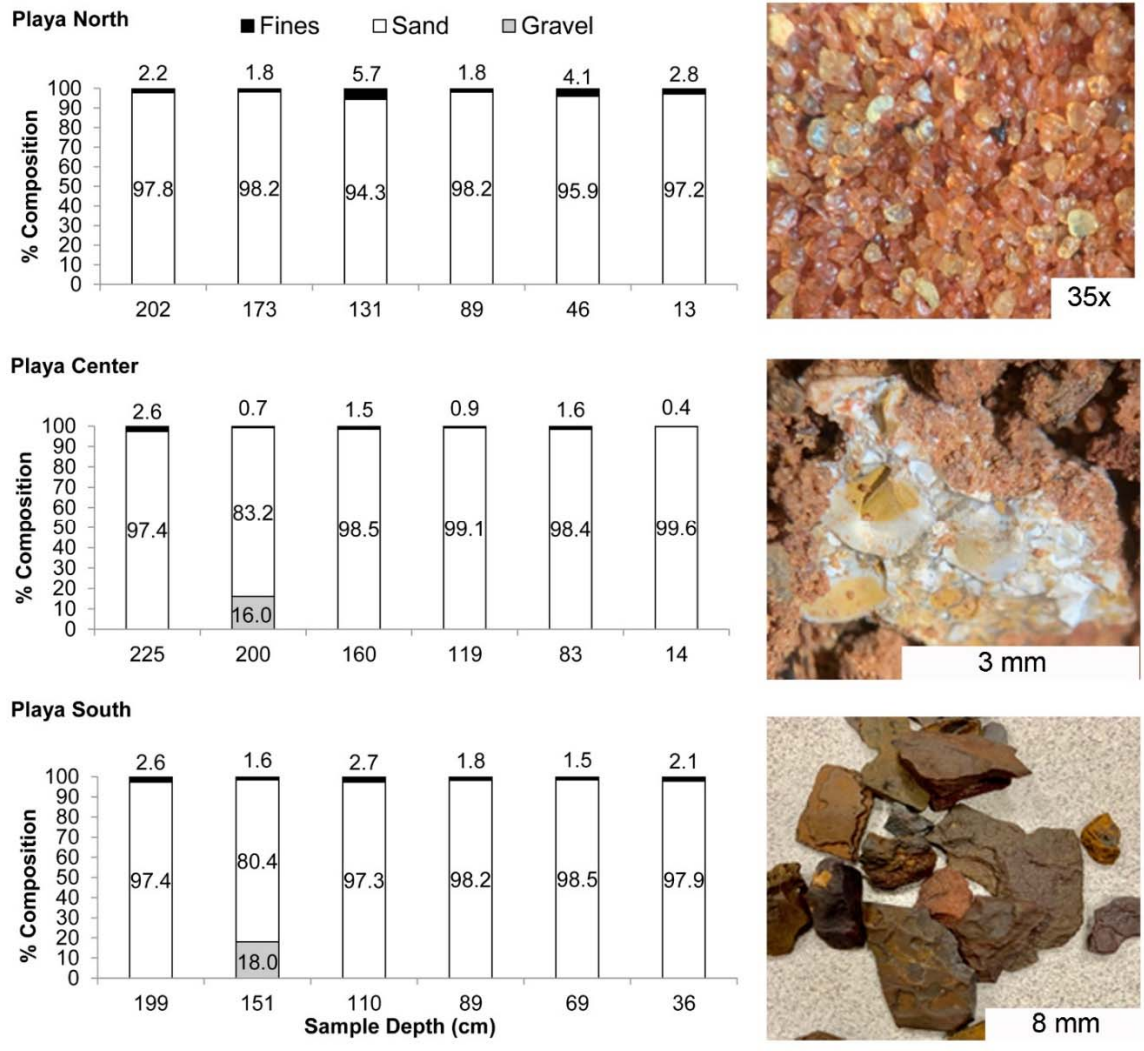 Playa North
Fines Sand Gravel
2.2 1.8 5.7 1.8 4.1 2.8
100
90
80
70
60
50
40
30
20
10
0
% Composition
97.8 98.2 94.3 98.2 95.9 97.2
202 173 131 89 46 13
35x
Playa Center
2.6 0.7 1.5 0.9 1.6 0.4
100
90
80
70
60
50
40
30
20
10
0
% Composition
97.4 83.2 98.5 99.1 98.4 99.6
16.0
225 200 160 119 83 14
3 mm
Playa South
2.6 1.6 2.7 1.8 1.5 2.1
100
90
80
70
60
50
40
30
20
10
0
% Composition
97.4 80.4 97.3 98.2 98.5 97.9
18.0
199 151 110 89 69 36
Sample Depth (cm)
8 mm